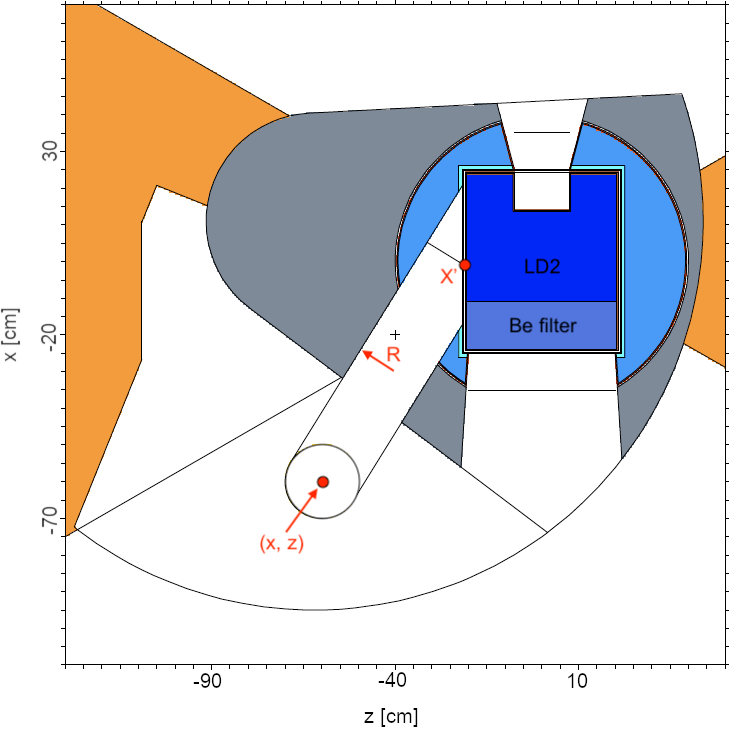 30
X'
LD2
x [cm]
-20
Be filter
R
-70
(x, z)
-90
-40
10
z [cm]